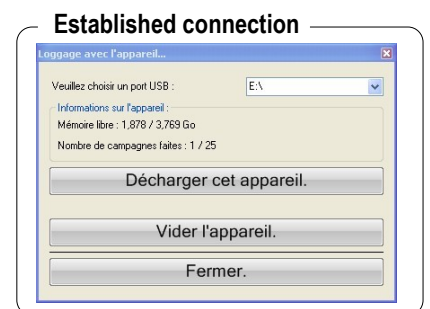 Established connection
Loggage avec l'appareil...
Veuillez choisir un port USB : E:\
Informations sur l'appareil :
Mémoire libre : 1,878 / 3,769 Go
Nombre de campagnes faites : 1 / 25
Décharger cet appareil.
Vider l'appareil.
Fermer.